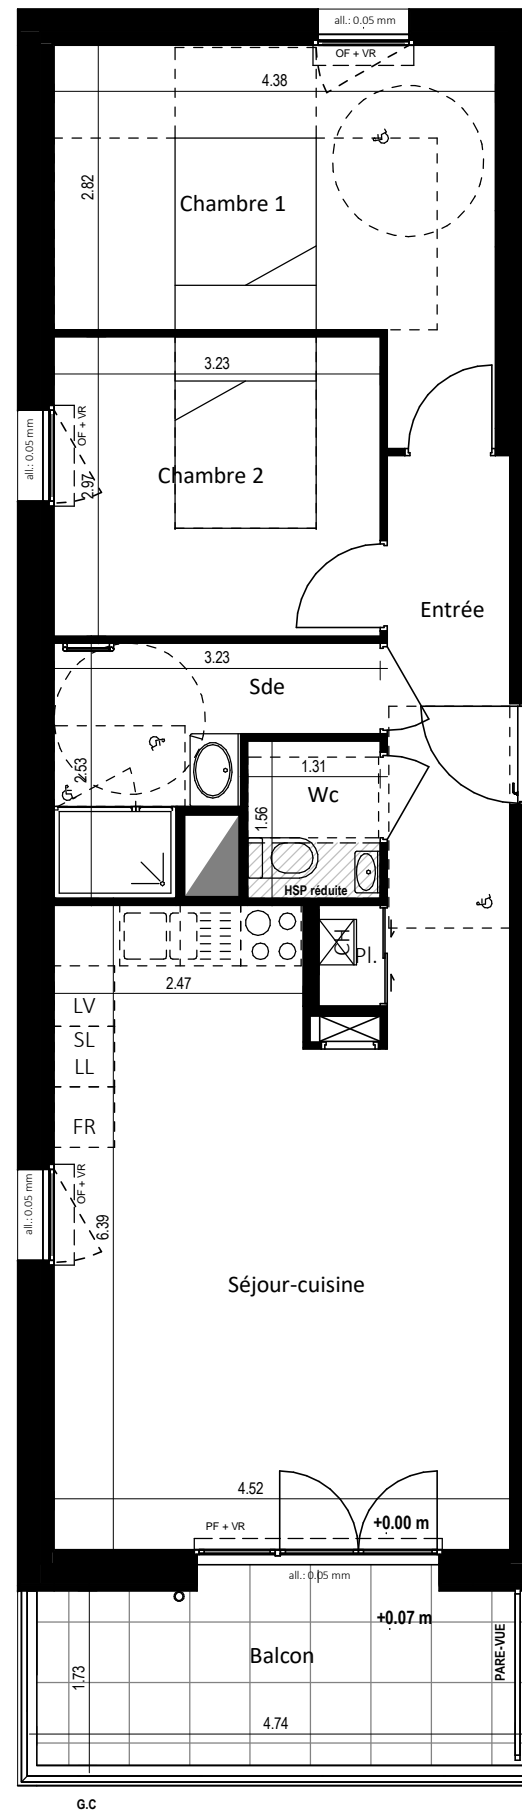 all.: 0.05 mm
OF + VR
4.38
2.82
Chambre 1
3.23
OF + VR
all.: 0.05 mm
2.97
Chambre 2
Entrée
3.23
Sde
2.53
1.31
Wc
1.56
HSP réduite
CH
Pl.
2.47
LV
SL
LL
FR
OF + VR
all.: 0.05 mm
6.39
Séjour-cuisine
4.52
PF + VR
+0.00 m
all.: 0.05 mm
+0.07 m
PARE-VUE
Balcon
1.73
4.74
G.C